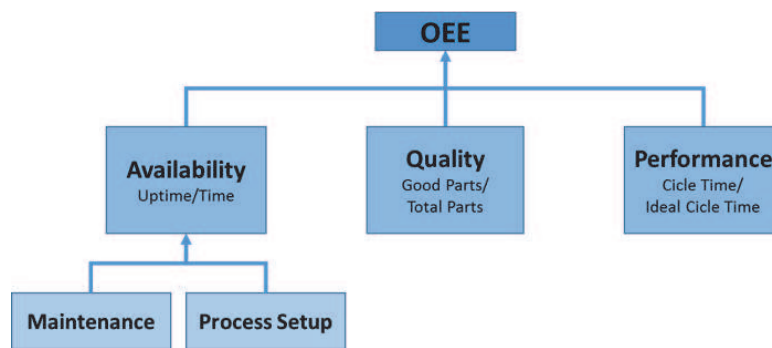 OEE
Availability
Uptime/Time
Quality
Good Parts/
Total Parts
Performance
Cicle Time/
Ideal Cicle Time
Maintenance
Process Setup